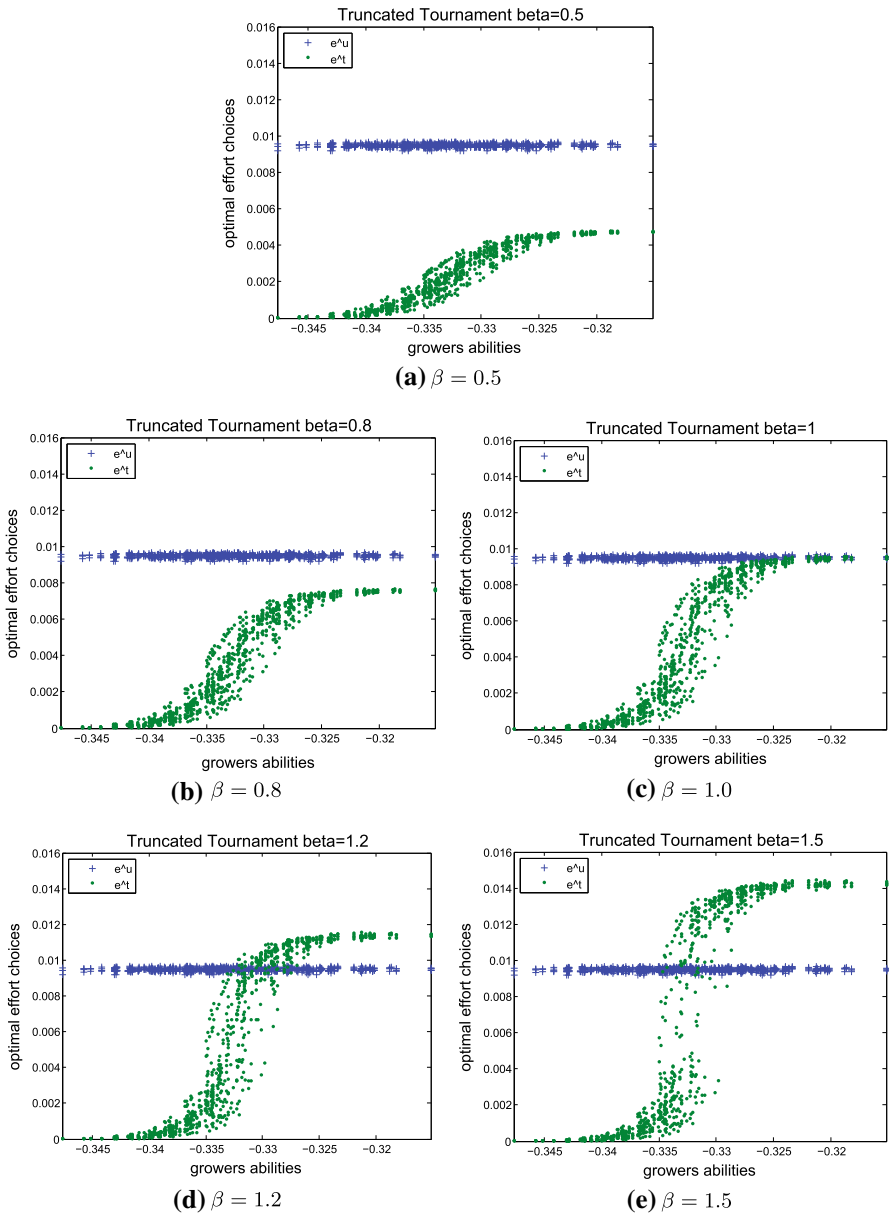 Truncated Tournament beta=0.5
e^u
e^t
optimal effort choices
0.016
0.014
0.012
0.01
0.008
0.006
0.004
0.002
0
−0.345 −0.34 −0.335 −0.33 −0.325 −0.32
growers abilities
(a) β = 0.5
Truncated Tournament beta=0.8
e^u
e^t
optimal effort choices
0.016
0.014
0.012
0.01
0.008
0.006
0.004
0.002
0
−0.345 −0.34 −0.335 −0.33 −0.325 −0.32
growers abilities
(b) β = 0.8
Truncated Tournament beta=1
e^u
e^t
optimal effort choices
0.016
0.014
0.012
0.01
0.008
0.006
0.004
0.002
0
−0.345 −0.34 −0.335 −0.33 −0.325 −0.32
growers abilities
(c) β = 1.0
Truncated Tournament beta=1.2
e^u
e^t
optimal effort choices
0.016
0.014
0.012
0.01
0.008
0.006
0.004
0.002
0
−0.345 −0.34 −0.335 −0.33 −0.325 −0.32
growers abilities
(d) β = 1.2
Truncated Tournament beta=1.5
e^u
e^t
optimal effort choices
0.016
0.014
0.012
0.01
0.008
0.006
0.004
0.002
0
−0.345 −0.34 −0.335 −0.33 −0.325 −0.32
growers abilities
(e) β = 1.5